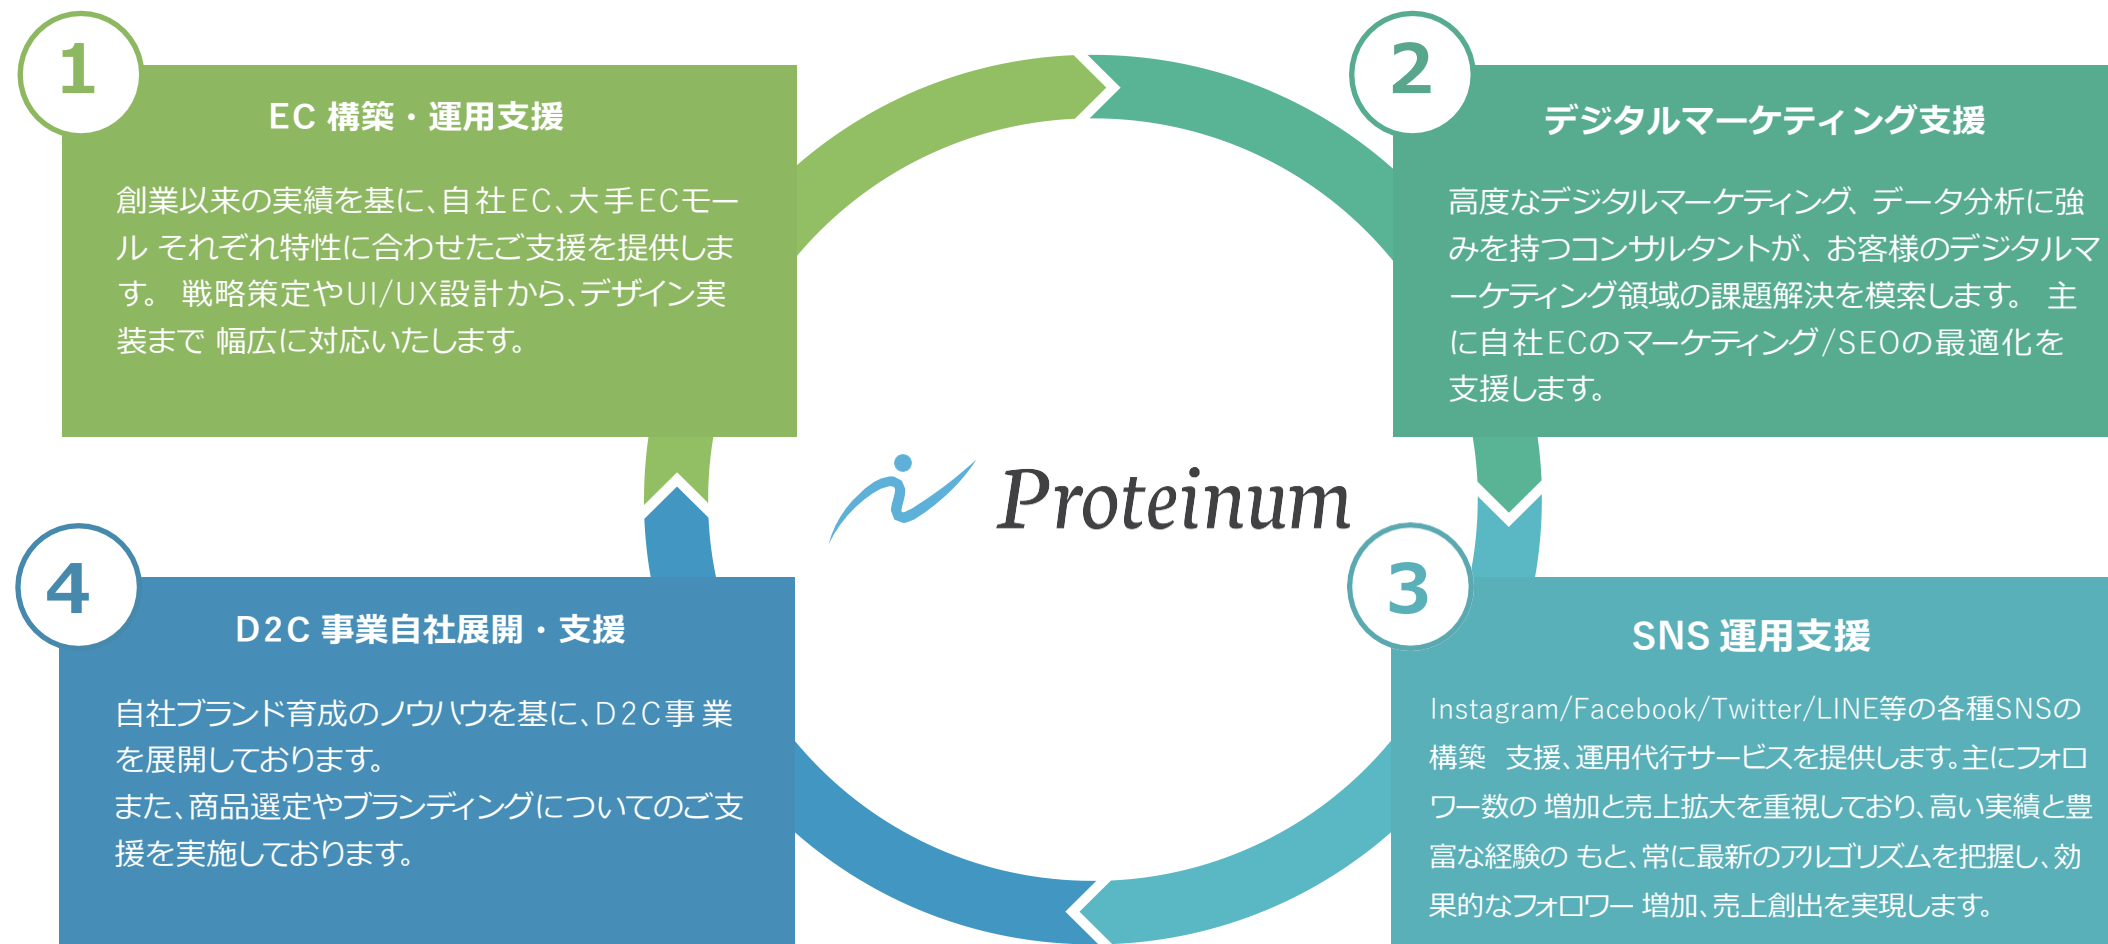 1
EC 構築・運用支援
創業以来の実績を基に、自社EC、大手ECモー
ル それぞれ特性に合わせたご支援を提供しま
す。 戦略策定やUI/UX設計から、デザイン実
装まで 幅広に対応いたします。
2
デジタルマーケティング支援
高度なデジタルマーケティング、データ分析に強
みを持つコンサルタントが、お客様のデジタルマ
ーケティング領域の課題解決を模索します。 主
に自社ECのマーケティング/SEOの最適化を
支援します。
Proteinum
3
SNS 運用支援
Instagram/Facebook/Twitter/LINE等の各種SNSの
構築 支援、運用代行サービスを提供します。主にフォロ
ワー数の 増加と売上拡大を重視しており、高い実績と豊
富な経験の もと、常に最新のアルゴリズムを把握し、効
果的なフォロワー 増加、売上創出を実現します。
4
D2C 事業自社展開・支援
自社ブランド育成のノウハウを基に、D2C事業
を展開しております。
また、商品選定やブランディングについてのご支
援を実施しております。